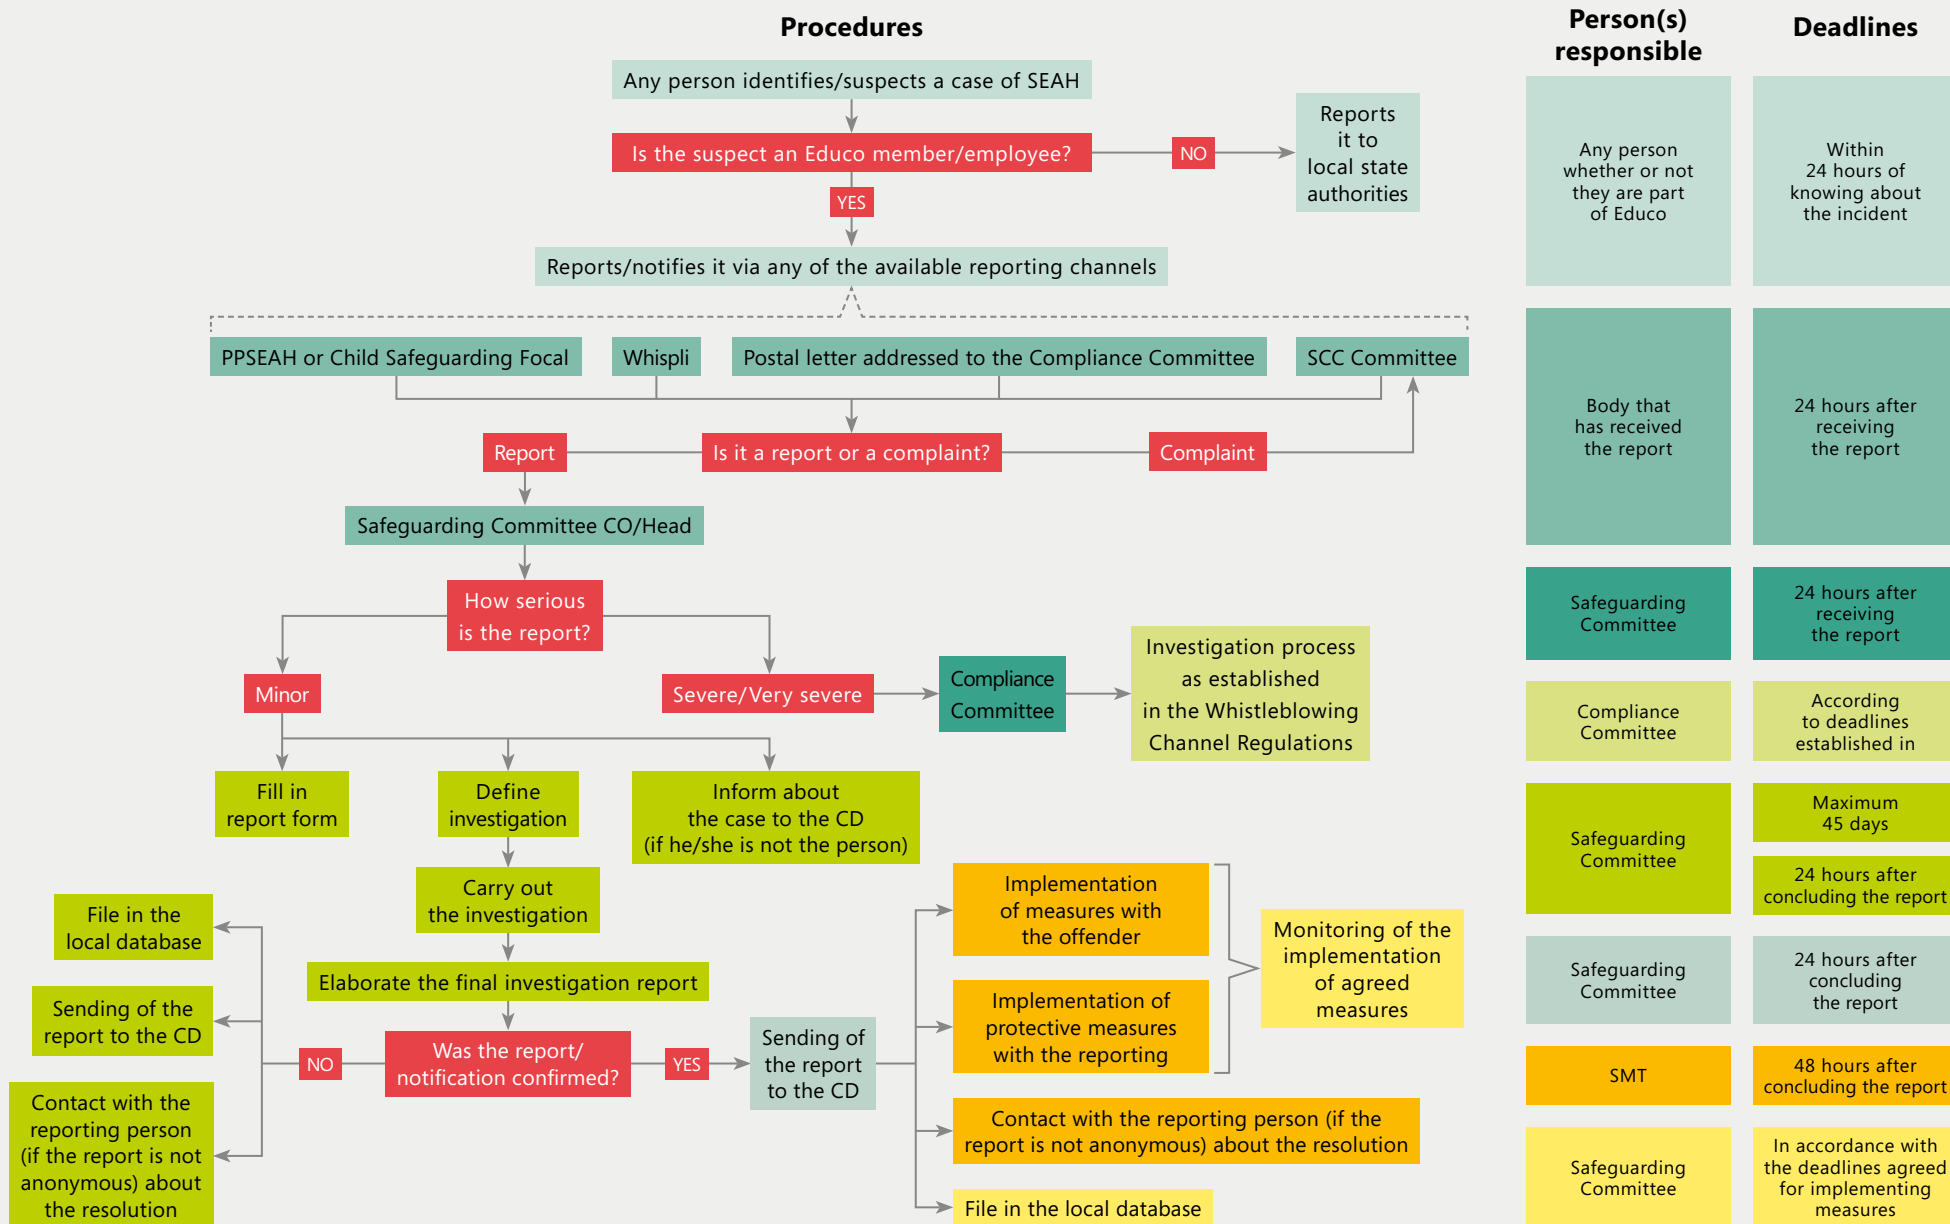 Procedures
Person(s)
responsible
Deadlines
Any person identifies/suspects a case of SEAH
Is the suspect an Educo member/employee?
NO
Reports
it to
local state
authorities
YES
Reports/notifies it via any of the available reporting channels
Any person
whether or not
they are part
of Educo
Within
24 hours of
knowing about
the incident
PPSEAH or Child Safeguarding Focal
Whispli
Postal letter addressed to the Compliance Committee
SCC Committee
Report
Is it a report or a complaint?
Complaint
Safeguarding Committee CO/Head
Body that
has received
the report
24 hours after
receiving
the report
How serious
is the report?
Safeguarding
Committee
24 hours after
receiving
the report
Minor
Severe/Very severe
Compliance
Committee
Investigation process
as established
in the Whistleblowing
Channel Regulations
Compliance
Committee
According
to deadlines
established in
Fill in
report form
Define
investigation
Inform about
the case to the CD
(if he/she is not the person)
Carry out
the investigation
Elaborate the final investigation report
Safeguarding
Committee
Maximum
45 days
24 hours after
concluding the report
File in the
local database
Sending of the
report to the CD
Contact with the
reporting person
(if the report is not
anonymous) about
the resolution
NO
Was the report/
notification confirmed?
YES
Sending of
the report
to the CD
Implementation
of measures with
the offender
Implementation of
protective measures
with the reporting
Monitoring of the
implementation
of agreed
measures
Contact with the reporting person (if the
report is not anonymous) about the resolution
File in the local database
Safeguarding
Committee
24 hours after
concluding
the report
SMT
48 hours after
concluding the report
Safeguarding
Committee
In accordance with
the deadlines agreed
for implementing
measures